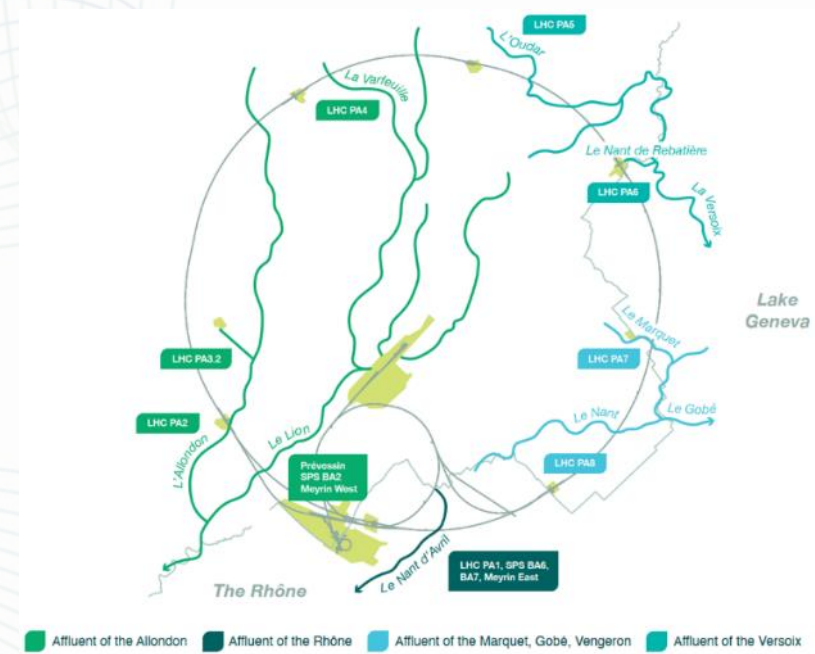 LHC PA5
L'Oudar
La Varfeuille
LHC PA4
Le Nant de Rebatière
LHC PA6
La Versoix
Lake
Geneva
Le Marquet
LHC PA3.2
LHC PA7
Le Nant
Le Gobé
LHC PA2
Le Lion
L'Allondon
Prévessin
SPS BA2
Meyrin West
LHC PA8
Le Nant d'Avril
LHC PA1, SPS BA6,
BA7, Meyrin East
The Rhône
Affluent of the Allondon
Affluent of the Rhône
Affluent of the Marquet, Gobé, Vengeron
Affluent of the Versoix